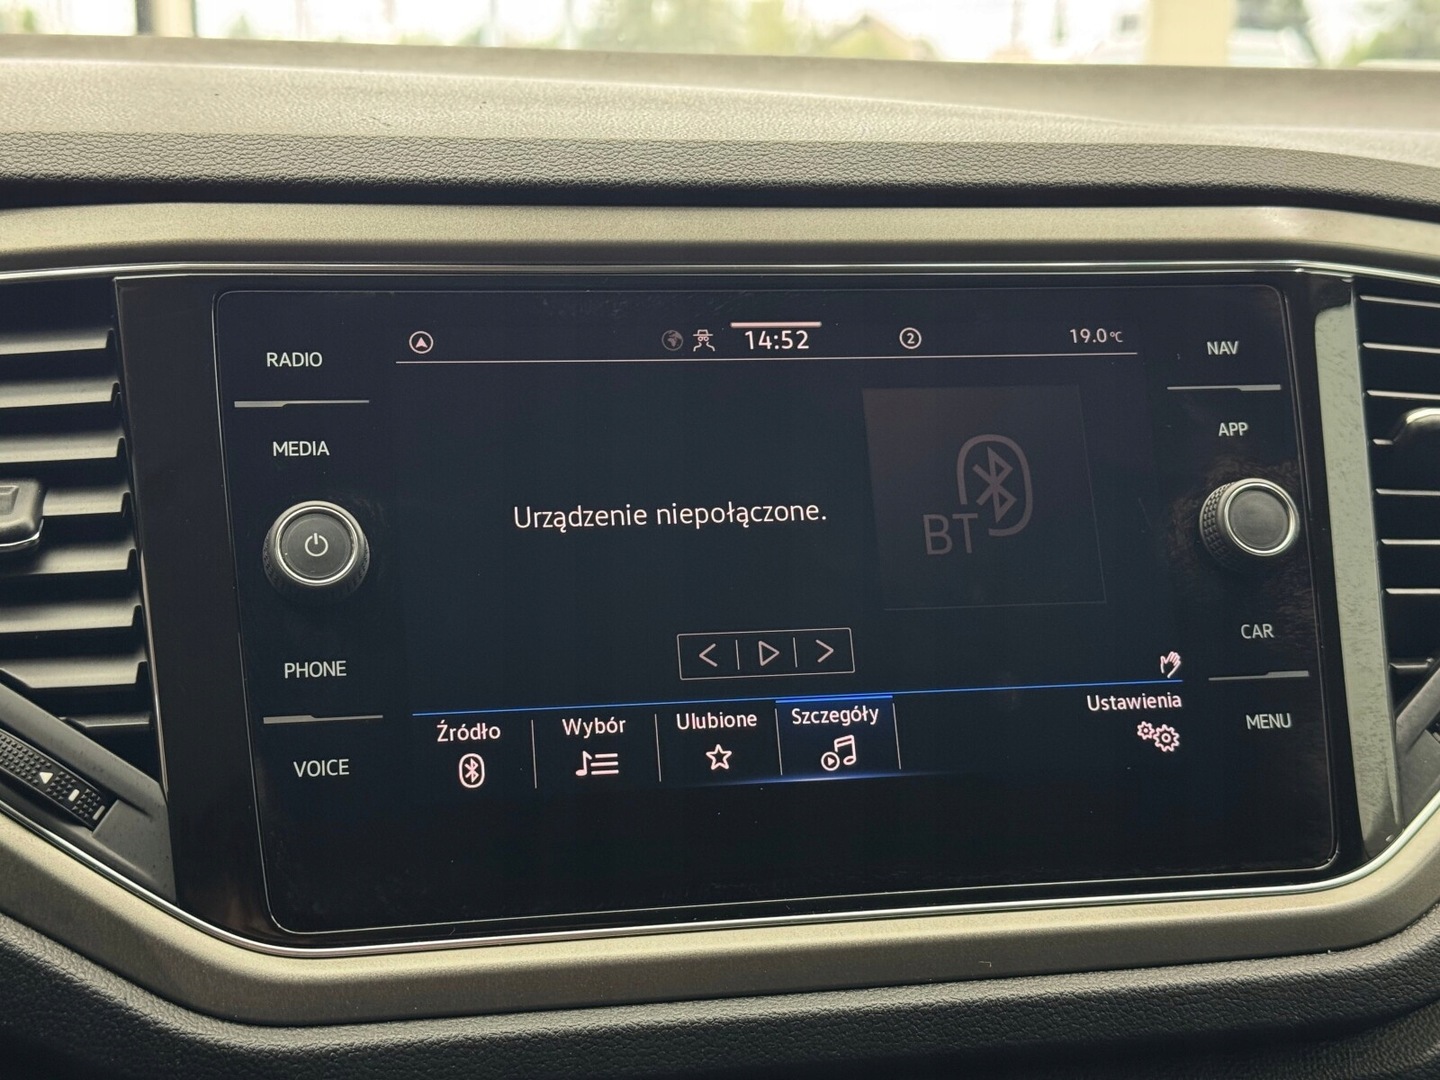 RADIO
MEDIA
PHONE
VOICE
14:52
2
19.0°C
Urządzenie niepołączone.
BT
Źródło
Wybór
Ulubione
Szczegóły
Ustawienia
NAV
APP
CAR
MENU